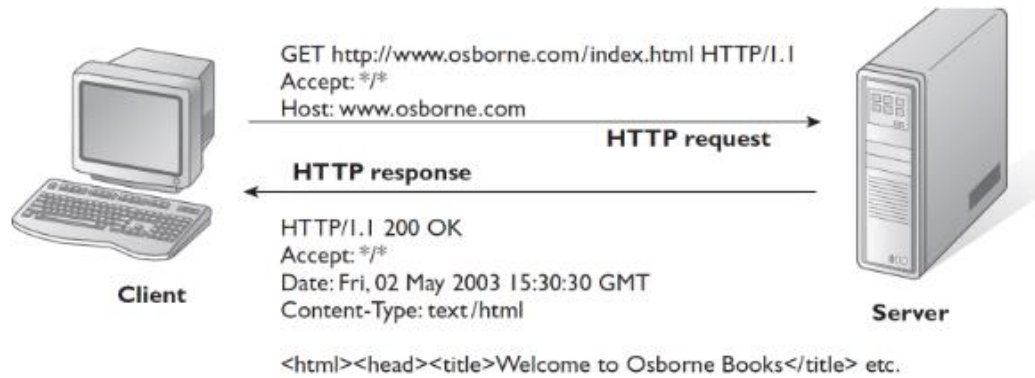 GET http://www.osborne.com/index.html HTTP/1.1
Accept: */*
Host: www.osborne.com
HTTP request
HTTP response
HTTP/1.1 200 OK
Accept: */*
Date: Fri, 02 May 2003 15:30:30 GMT
Content-Type: text/html
Client
Server
<html><head><title>Welcome to Osborne Books</title> etc.